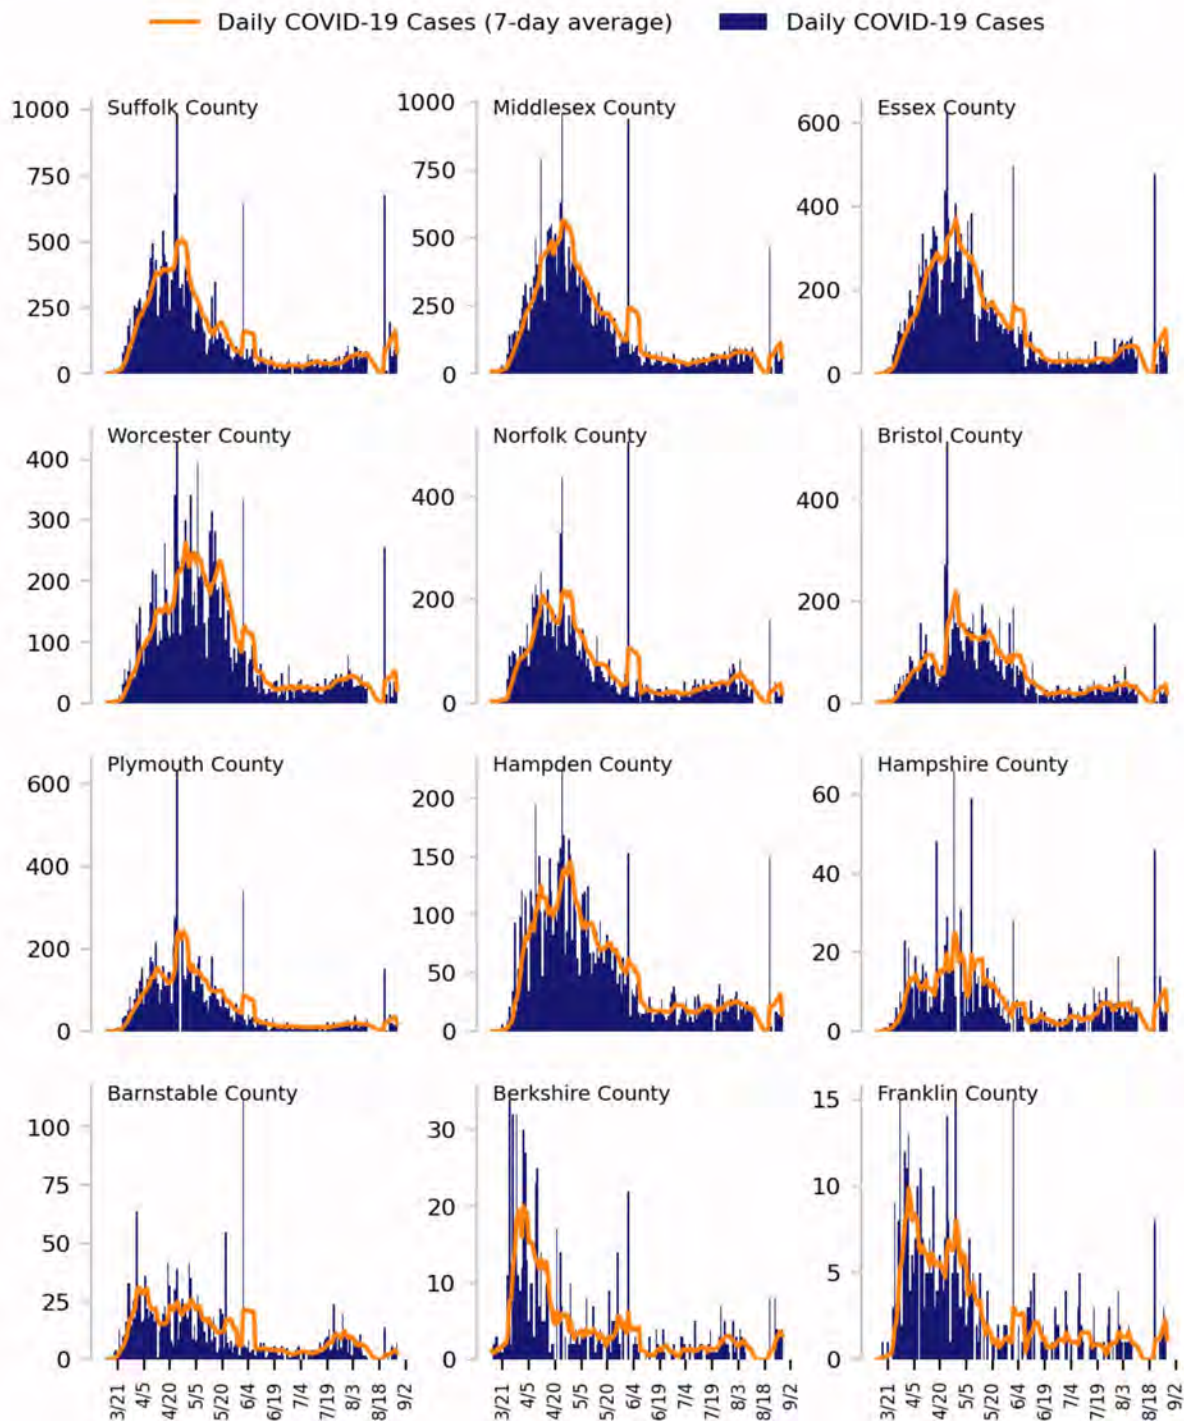 Daily COVID-19 Cases (7-day average) Daily COVID-19 Cases
Suffolk County Middlesex County Essex County
1000 1000 600
750 750 400
500 500 200
250 250 0
0 0
Worcester County Norfolk County Bristol County
400 400 400
300 200 200
200 0 0
100
0
Plymouth County Hampden County Hampshire County
600 200 60
400 150 40
200 100 20
0 50 0
0
Barnstable County Berkshire County Franklin County
100 30 15
75 20 10
50 10 5
25 0 0
0
3/21 4/5 4/20 5/5 5/20 6/4 6/19 7/4 7/19 8/3 8/18 9/2 3/21 4/5 4/20 5/5 5/20 6/4 6/19 7/4 7/19 8/3 8/18 9/2 3/21 4/5 4/20 5/5 5/20 6/4 6/19 7/4 7/19 8/3 8/18 9/2